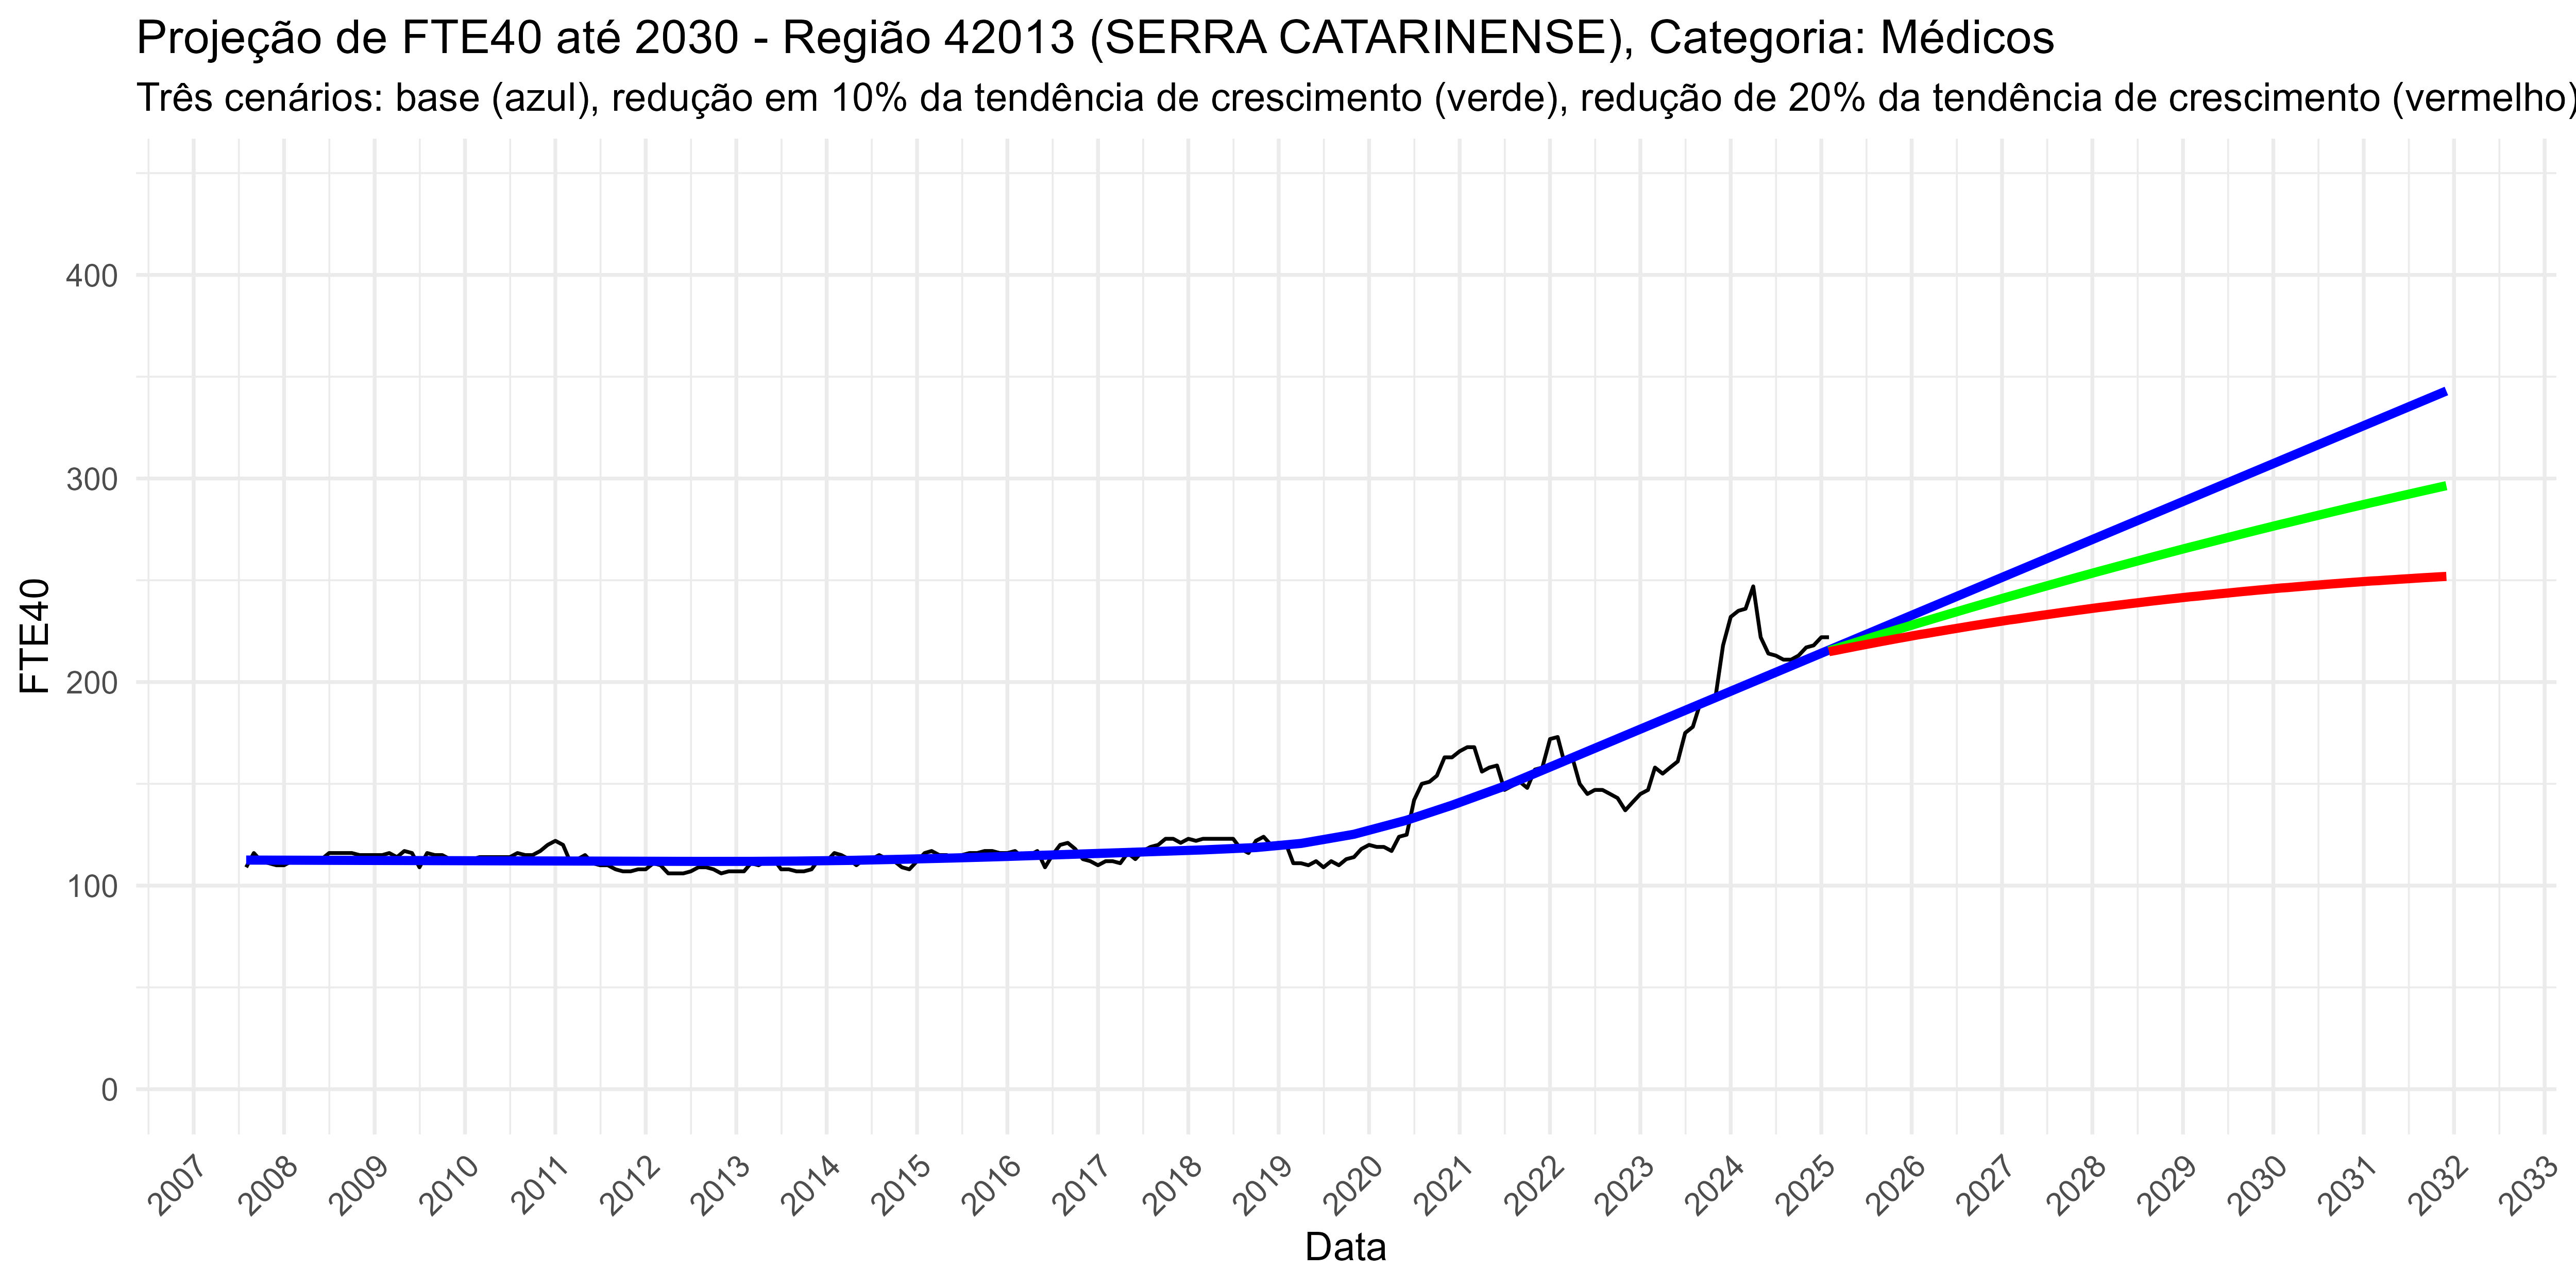 Projeção de FTE40 até 2030 - Região 42013 (SERRA CATARINENSE), Categoria: Médicos
Três cenários: base (azul), redução em 10% da tendência de crescimento (verde), redução de 20% da tendência de crescimento (vermelho)
FTE40
400
300
200
100
0
2007 2008 2009 2010 2011 2012 2013 2014 2015 2016 2017 2018 2019 2020 2021 2022 2023 2024 2025 2026 2027 2028 2029 2030 2031 2032 2033
Data